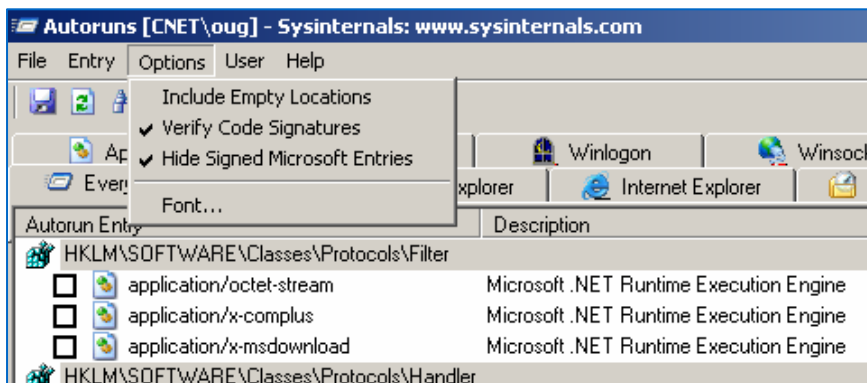 Autoruns [CNET\oug] - Sysinternals: www.sysinternals.com
File Entry Options User Help
Include Empty Locations
Verify Code Signatures
Hide Signed Microsoft Entries
Font...
Winlogon
Internet Explorer
Autorun Description
HKLM\SOFTWARE\Classes\Protocols\Filter
application/octet-stream Microsoft .NET Runtime Execution Engine
application/x-complus Microsoft .NET Runtime Execution Engine
application/x-msdownload Microsoft .NET Runtime Execution Engine
HKLM\SOFTWARE\Classes\Protocols\Handler